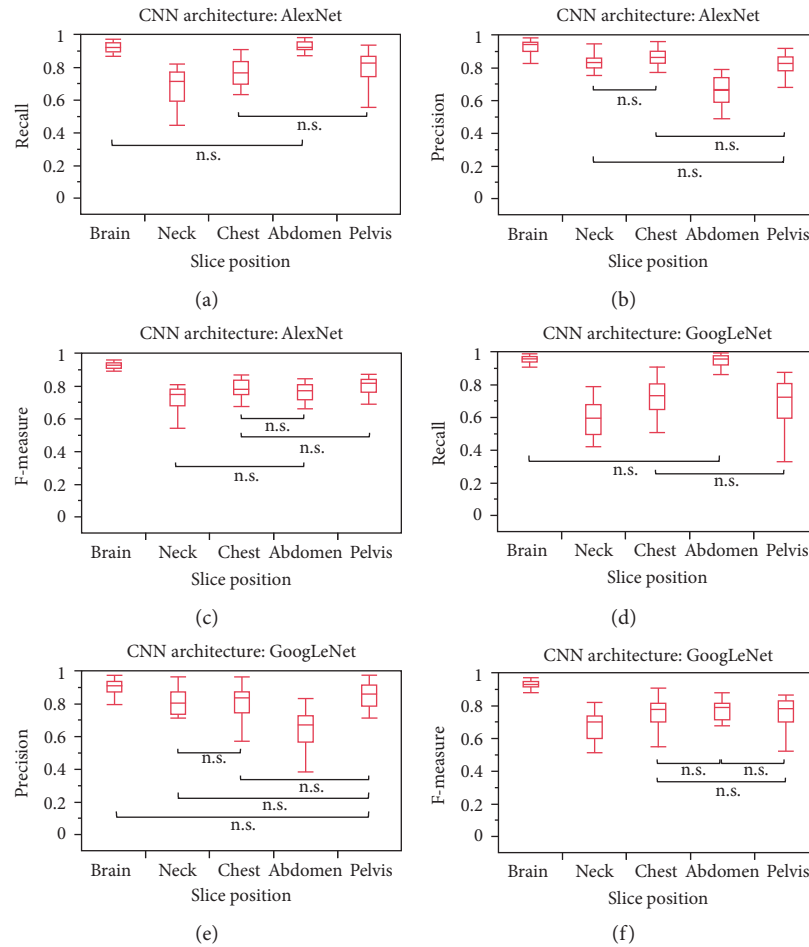 CNN architecture: AlexNet
Recall
1
0.8
0.6
0.4
0.2
0
n.s.
n.s.
Brain Neck Chest Abdomen Pelvis
Slice position
(a)
CNN architecture: AlexNet
Precision
1
0.8
0.6
0.4
0.2
0
n.s.
n.s.
n.s.
Brain Neck Chest Abdomen Pelvis
Slice position
(b)
CNN architecture: AlexNet
F-measure
1
0.8
0.6
0.4
0.2
0
n.s.
n.s.
n.s.
Brain Neck Chest Abdomen Pelvis
Slice position
(c)
CNN architecture: GoogLeNet
Recall
1
0.8
0.6
0.4
0.2
0
n.s.
n.s.
Brain Neck Chest Abdomen Pelvis
Slice position
(d)
CNN architecture: GoogLeNet
Precision
1
0.8
0.6
0.4
0.2
0
n.s.
n.s.
n.s.
n.s.
Brain Neck Chest Abdomen Pelvis
Slice position
(e)
CNN architecture: GoogLeNet
F-measure
1
0.8
0.6
0.4
0.2
0
n.s.
n.s.
n.s.
Brain Neck Chest Abdomen Pelvis
Slice position
(f)